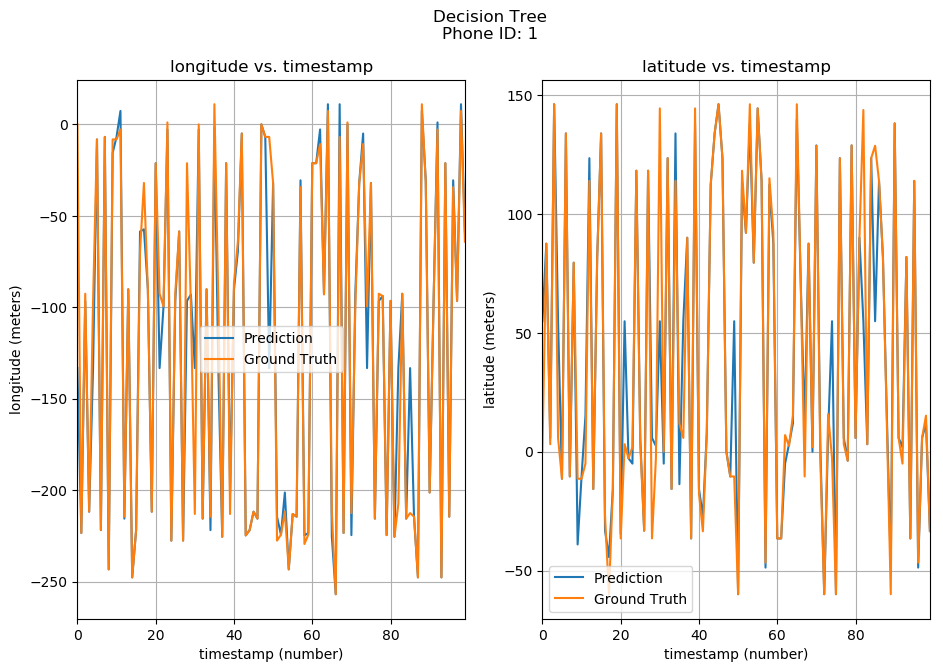 Decision Tree
Phone ID: 1
longitude vs. timestamp
longitude (meters)
0
−50
−100
−150
−200
−250
0
20
40
60
80
timestamp (number)
Prediction
Ground Truth
latitude vs. timestamp
latitude (meters)
150
100
50
0
−50
0
20
40
60
80
timestamp (number)
Prediction
Ground Truth